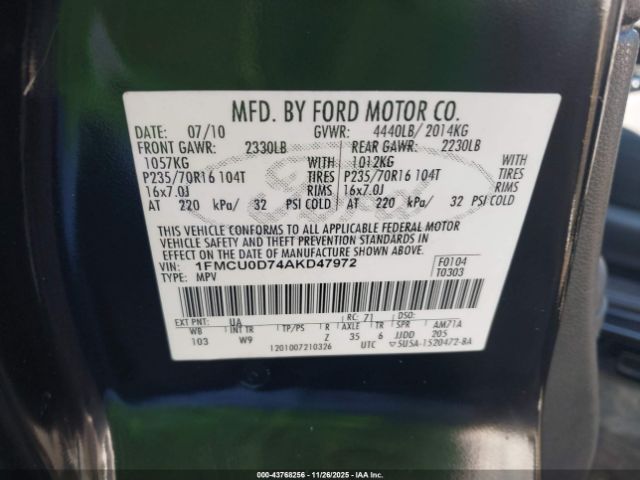 MFD. BY FORD MOTOR CO.
DATE: 07/10 GVWR: 4440LB/ 2014KG
FRONT GAWR: 2330LB REAR GAWR: 2230LB
1057KG WITH 1012KG WITH
P235/70R16 104T TIRES P235/70R16 104T TIRES
16x7.0J RIMS 16x7.0J RIMS
AT 220 kPa/ 32 PSI COLD AT 220 kPa/ 32 PSI COLD
THIS VEHICLE CONFORMS TO ALL APPLICABLE FEDERAL MOTOR
VEHICLE SAFETY AND THEFT PREVENTION STANDARDS IN
EFFECT ON THE DATE OF MANUFACTURE SHOWN ABOVE.
VIN: 1FMCU0D74AKD47972 F0104
TYPE: MPV T0303
EXT PNT: UA RC: 71 DSO:
WB INT TR TP/PS R AXLE TR SPR AM71A
103 W9 Z 35 6 JJDD 205
1201007210326 UTC 5U5A-1520472-BA
000-43768256 - 11/26/2025 - IAAI.COM